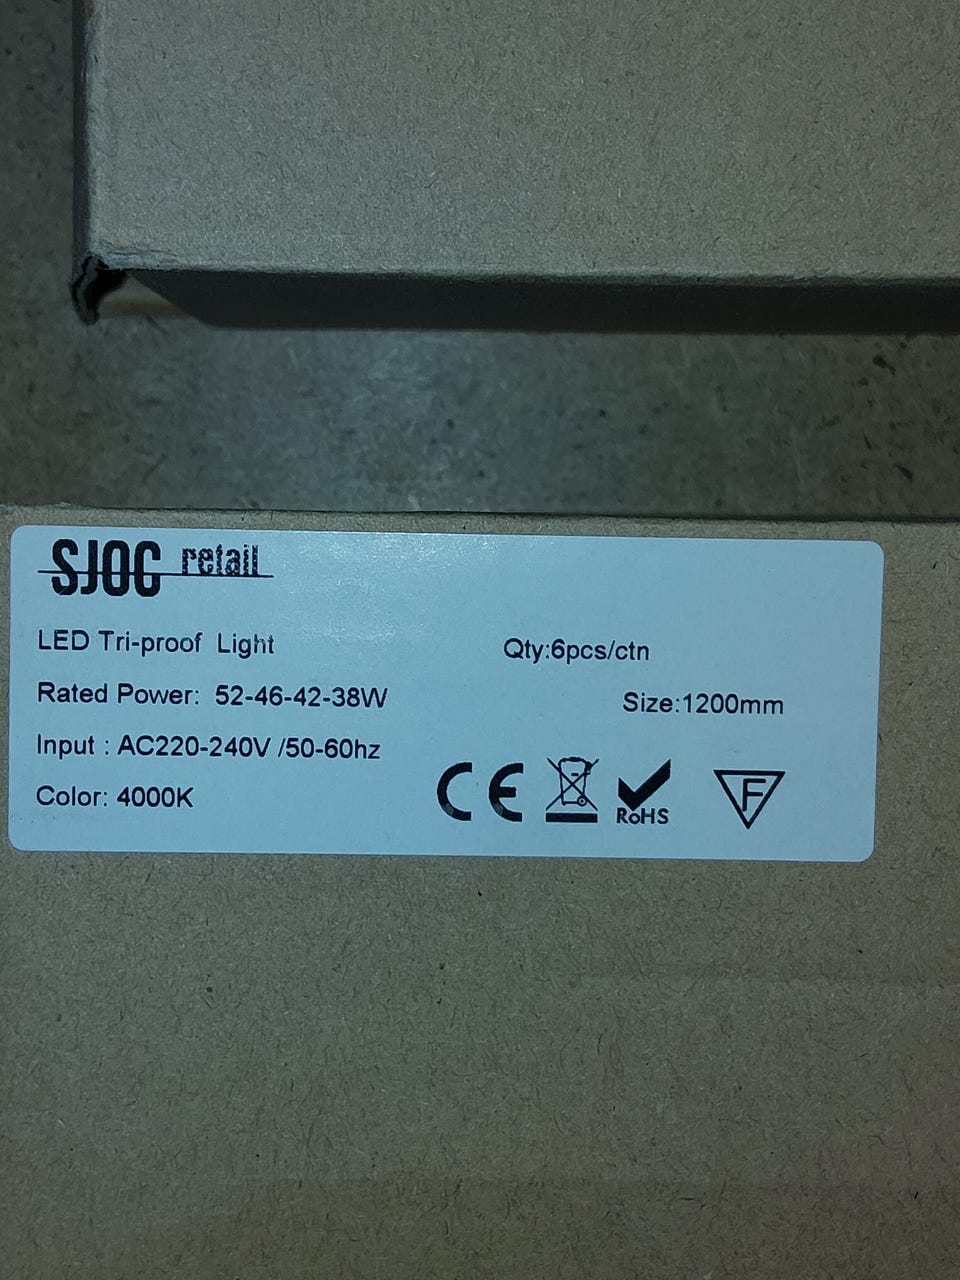 SJOG retail
LED Tri-proof Light
Qty:6pcs/ctn
Rated Power: 52-46-42-38W
Size:1200mm
Input : AC220-240V /50-60hz
Color: 4000K
CE
RoHS
F